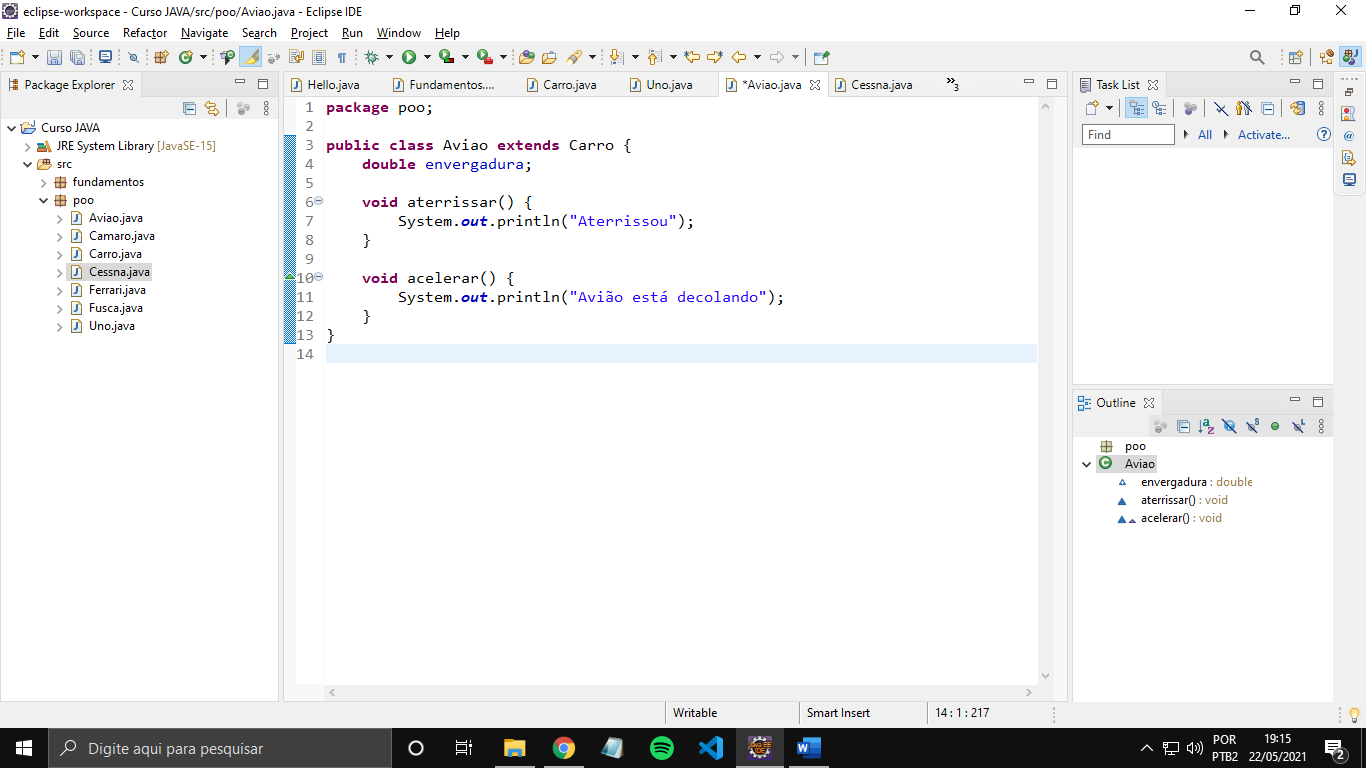 eclipse-workspace - Curso JAVA/src/poo/Aviao.java - Eclipse IDE
File Edit Source Refactor Navigate Search Project Run Window Help
Package Explorer
Curso JAVA
JRE System Library [JavaSE-15]
src
fundamentos
poo
Aviao.java
Camaro.java
Carro.java
Cessna.java
Ferrari.java
Fusca.java
Uno.java
Hello.java Fundamentos.... Carro.java Uno.java *Aviao.java Cessna.java »3
1 package poo;
2
3 public class Aviao extends Carro {
4 double envergadura;
5
6 void aterrissar() {
7 System.out.println("Aterrissou");
8 }
9
10 void acelerar() {
11 System.out.println("Avião está decolando");
12 }
13 }
14
Task List
Find All Activate...
Outline
poo
Aviao
envergadura : double
aterrissar() : void
acelerar() : void
Writable Smart Insert 14 : 1 : 217
Digite aqui para pesquisar
POR
PTB2
19:15
22/05/2021
2